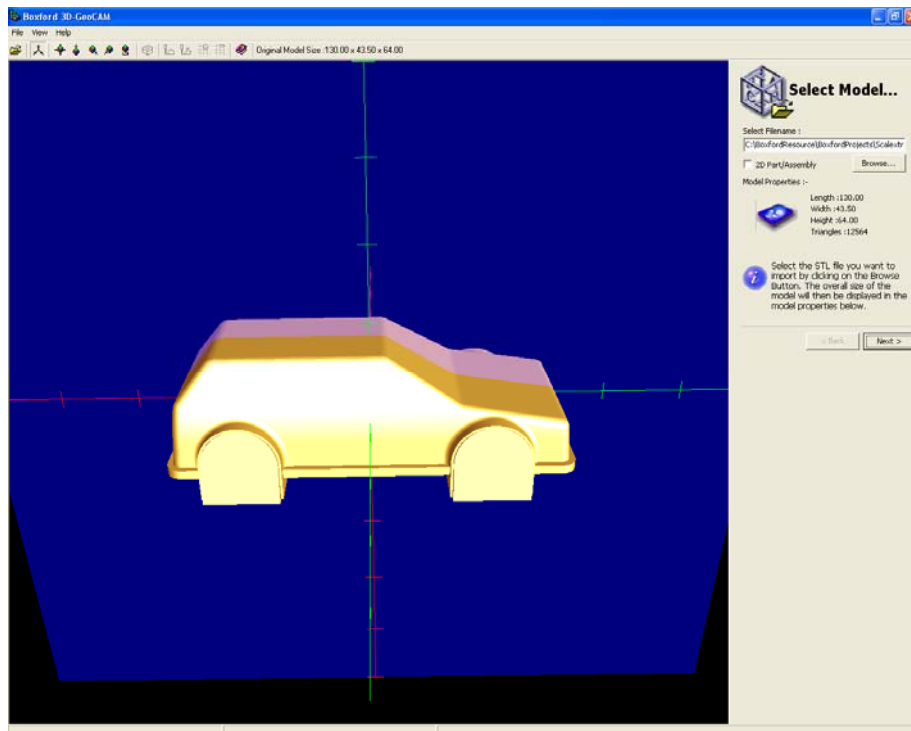 Boxford 3D-GeoCAM
File View Help
Original Model Size :130.00 x 43.50 x 64.00
Select Model...
Select Filename :
C:\BoxfordResource\BoxfordProjects\Scalextr
2D Part/Assembly
Browse...
Model Properties :-
Length :130.00
Width :43.50
Height :64.00
Triangles :12564
Select the STL file you want to
import by clicking on the Browse
Button. The overall size of the
model will then be displayed in the
model properties below.
< Back
Next >